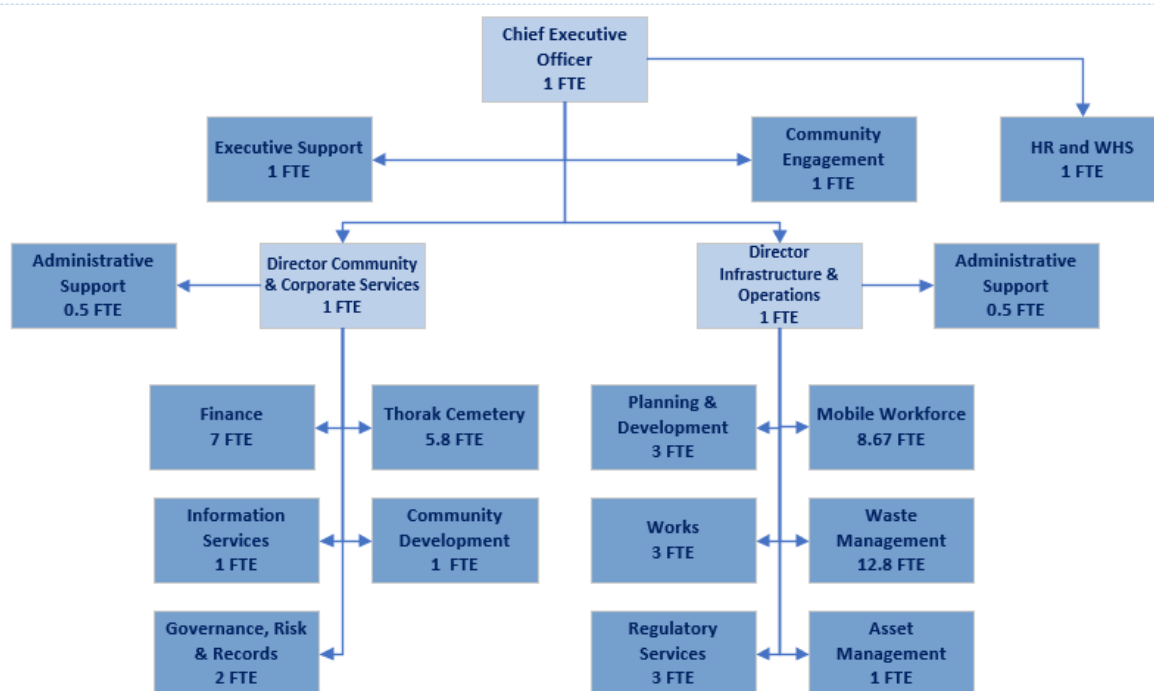 Chief Executive
Officer
1 FTE
Executive Support
1 FTE
Community
Engagement
1 FTE
HR and WHS
1 FTE
Administrative
Support
0.5 FTE
Director Community
& Corporate Services
1 FTE
Director
Infrastructure &
Operations
1 FTE
Administrative
Support
0.5 FTE
Finance
7 FTE
Thorak Cemetery
5.8 FTE
Planning &
Development
3 FTE
Mobile Workforce
8.67 FTE
Information
Services
1 FTE
Community
Development
1 FTE
Works
3 FTE
Waste
Management
12.8 FTE
Governance, Risk
& Records
2 FTE
Regulatory
Services
3 FTE
Asset
Management
1 FTE